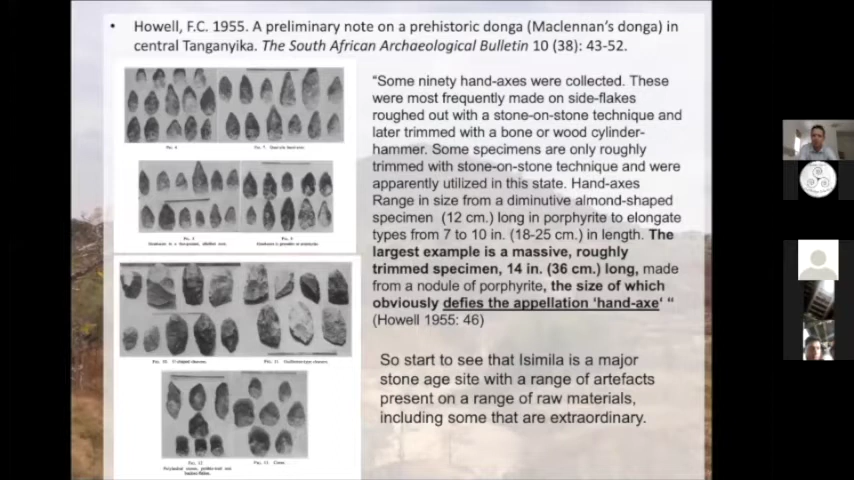 • Howell, F.C. 1955. A preliminary note on a prehistoric donga (Maclennan's donga) in
central Tanganyika. The South African Archaeological Bulletin 10 (38): 43-52.
"Some ninety hand-axes were collected. These
were most frequently made on side-flakes
roughed out with a stone-on-stone technique and
later trimmed with a bone or wood cylinder-
hammer. Some specimens are only roughly
trimmed with stone-on-stone technique and were
apparently utilized in this state. Hand-axes
Range in size from a diminutive almond-shaped
specimen (12 cm.) long in porphyrite to elongate
types from 7 to 10 in. (18-25 cm.) in length. The
largest example is a massive, roughly
trimmed specimen, 14 in. (36 cm.) long, made
from a nodule of porphyrite, the size of which
obviously defies the appellation 'hand-axe' "
(Howell 1955: 46)
So start to see that Isimila is a major
stone age site with a range of artefacts
present on a range of raw materials,
including some that are extraordinary.